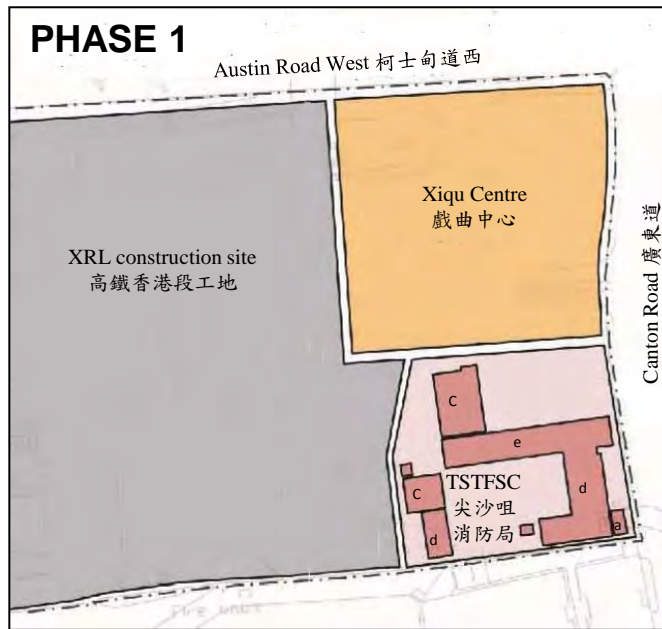 PHASE 1
Austin Road West 柯士甸道西
Xiqu Centre
戲曲中心
Canton Road 廣東道
XRL construction site
高鐵香港段工地
C
e
C
TSTFSC
尖沙咀
消防局
d
d
a